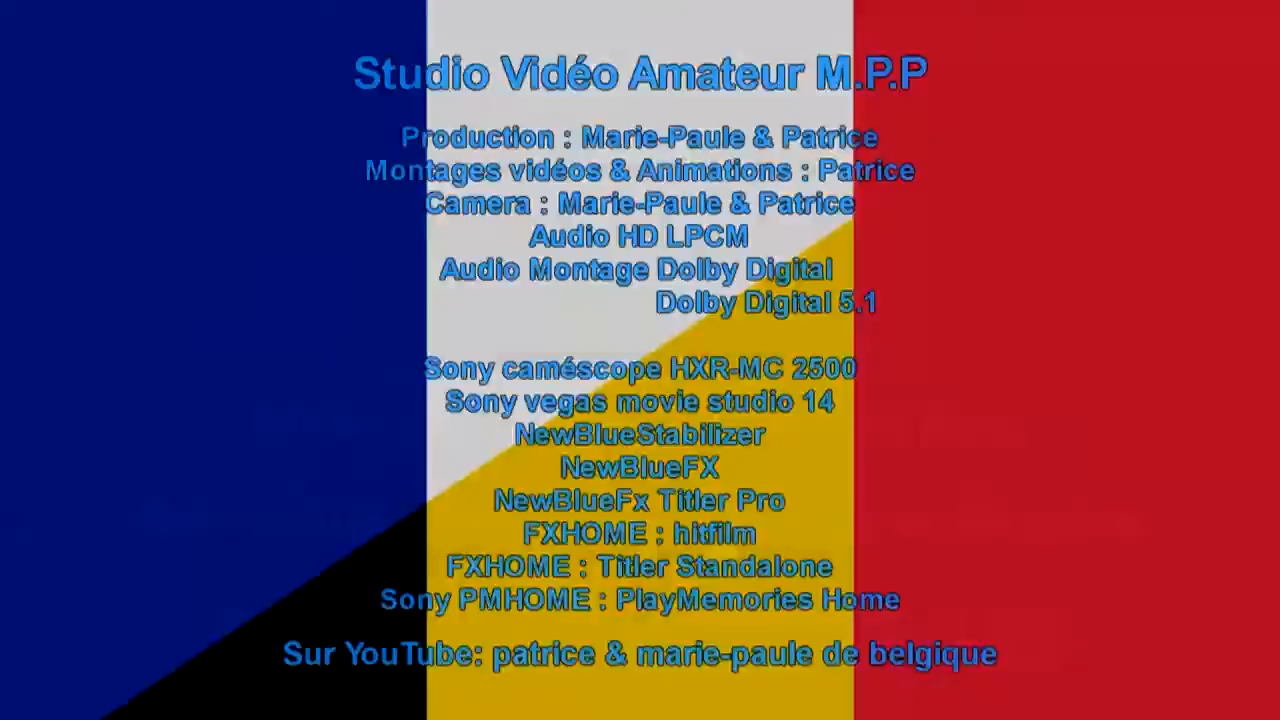 Studio Vidéo Amateur M.P.P
Production : Marie-Paule & Patrice
Montages vidéos & Animations : Patrice
Camera : Marie-Paule & Patrice
Audio HD LPCM
Audio Montage Dolby Digital
Dolby Digital 5.1
Sony caméscope HXR-MC 2500
Sony vegas movie studio 14
NewBlueStabilizer
NewBlueFX
NewBlueFx Titler Pro
FXHOME : hitfilm
FXHOME : Titler Standalone
Sony PMHOME : PlayMemories Home
Sur YouTube: patrice & marie-paule de belgique